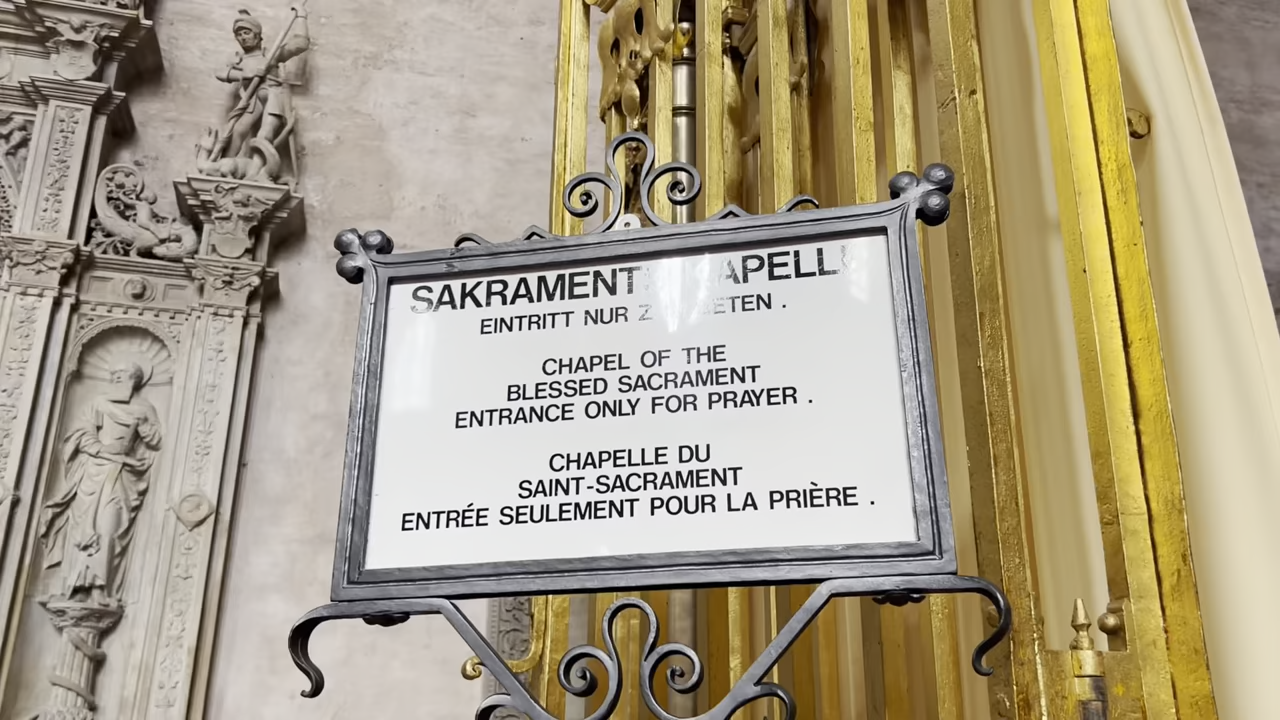 SAKRAMENTSKAPELLE
EINTRITT NUR ZUM BETEN .
CHAPEL OF THE
BLESSED SACRAMENT
ENTRANCE ONLY FOR PRAYER .
CHAPELLE DU
SAINT-SACRAMENT
ENTRÉE SEULEMENT POUR LA PRIÈRE .